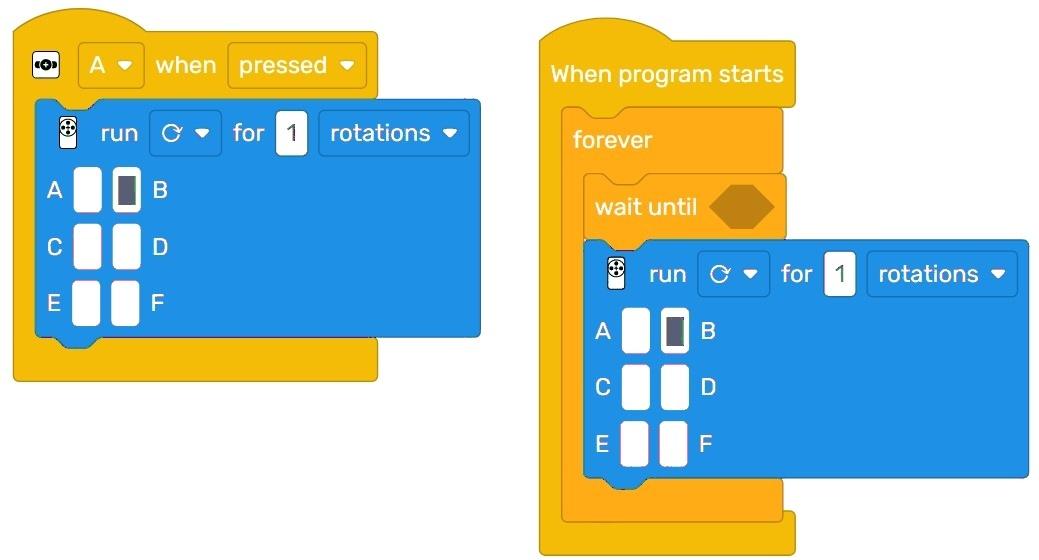 A when pressed
run for 1 rotations
A B
C D
E F
When program starts
forever
wait until
run for 1 rotations
A B
C D
E F